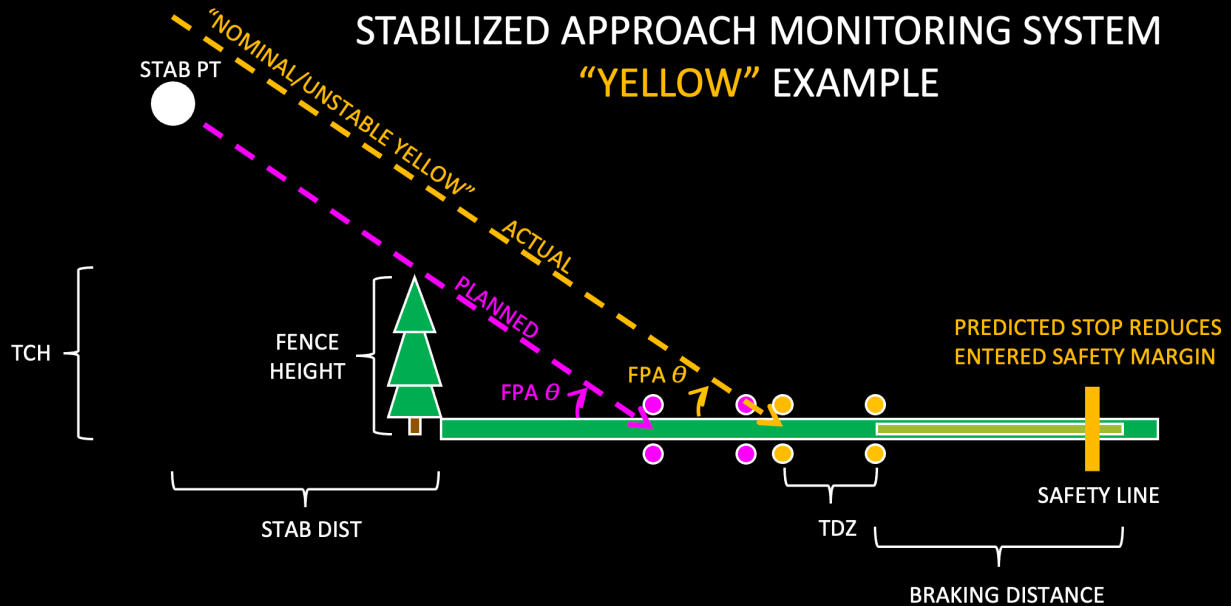 STABILIZED APPROACH MONITORING SYSTEM
“YELLOW” EXAMPLE
“NOMINAL/UNSTABLE YELLOW”
STAB PT
ACTUAL
PLANNED
TCH
FENCE
HEIGHT
FPA θ
FPA θ
PREDICTED STOP REDUCES
ENTERED SAFETY MARGIN
SAFETY LINE
STAB DIST
TDZ
BRAKING DISTANCE